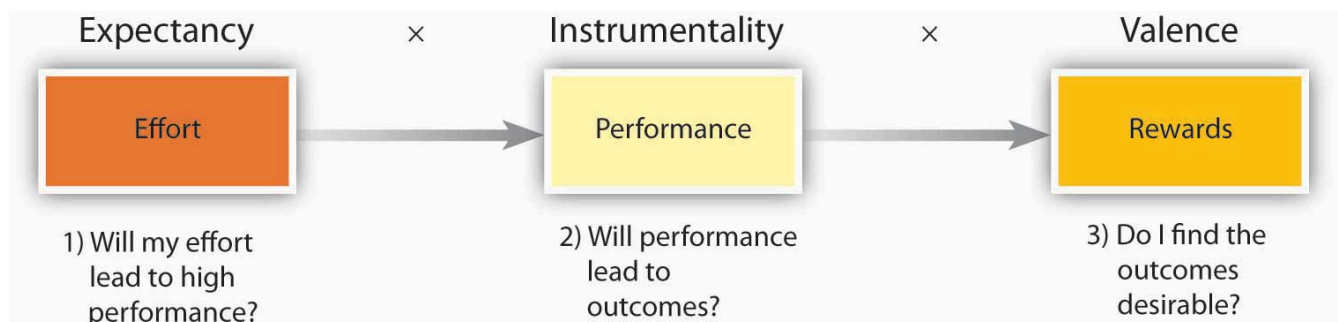 Expectancy × Instrumentality × Valence
Effort
Performance
Rewards
1) Will my effort
lead to high
performance?
2) Will performance
lead to
outcomes?
3) Do I find the
outcomes
desirable?